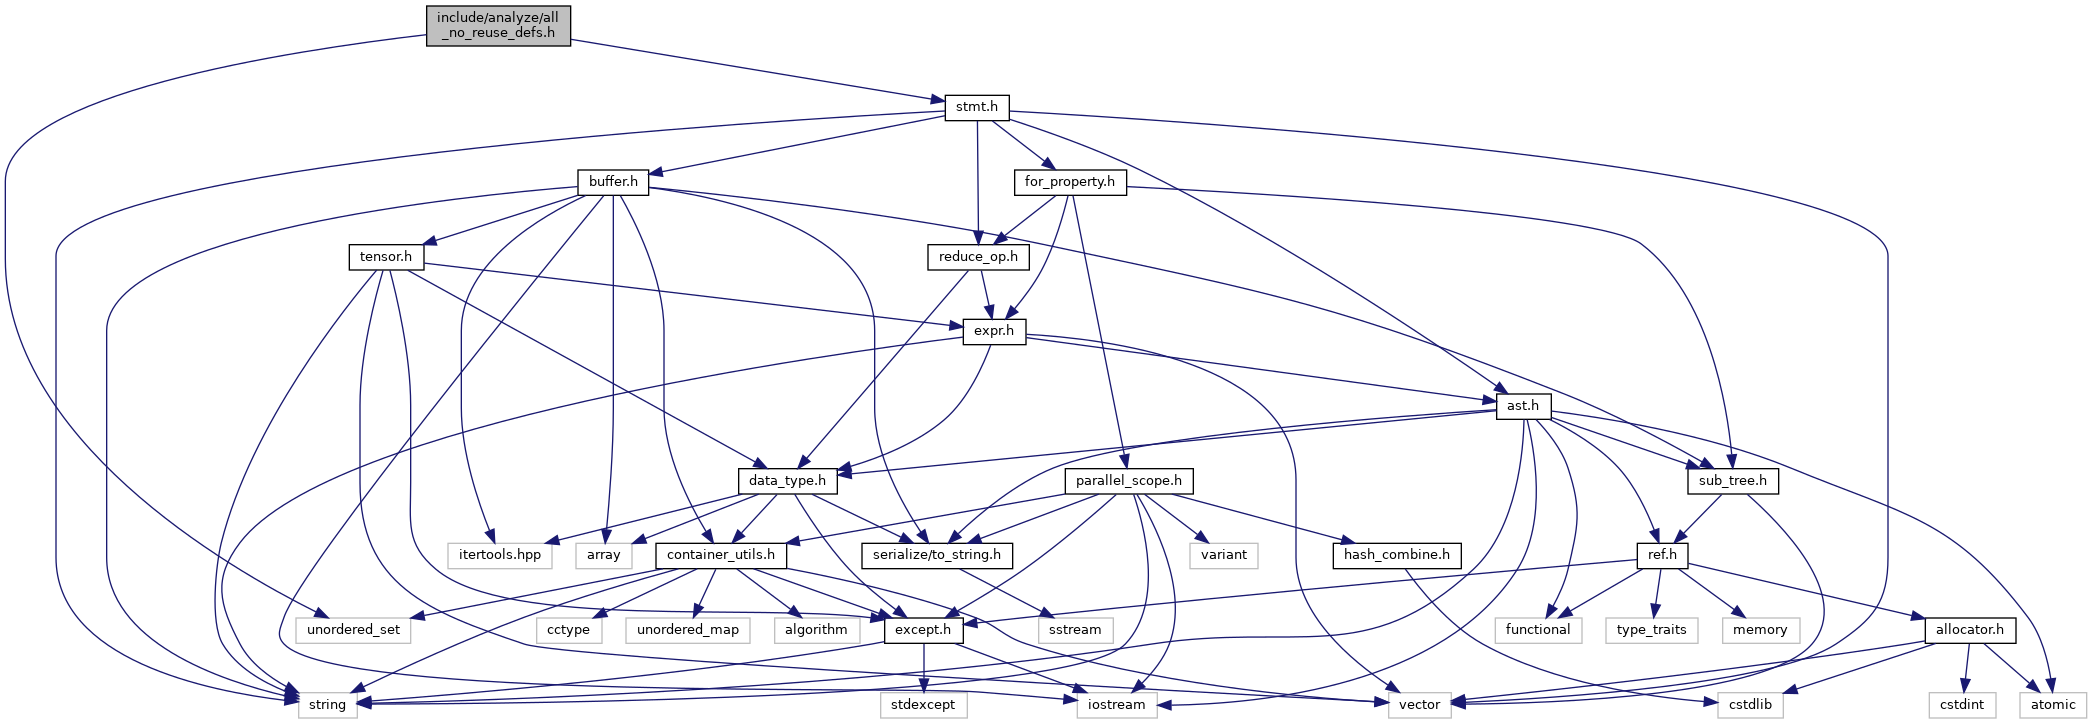 include/analyze/all
_no_reuse_defs.h
stmt.h
buffer.h
for_property.h
tensor.h
reduce_op.h
expr.h
ast.h
data_type.h
parallel_scope.h
sub_tree.h
itertools.hpp
array
container_utils.h
serialize/to_string.h
variant
hash_combine.h
ref.h
unordered_set
cctype
unordered_map
algorithm
except.h
sstream
functional
type_traits
memory
allocator.h
string
stdexcept
iostream
vector
cstdlib
cstdint
atomic